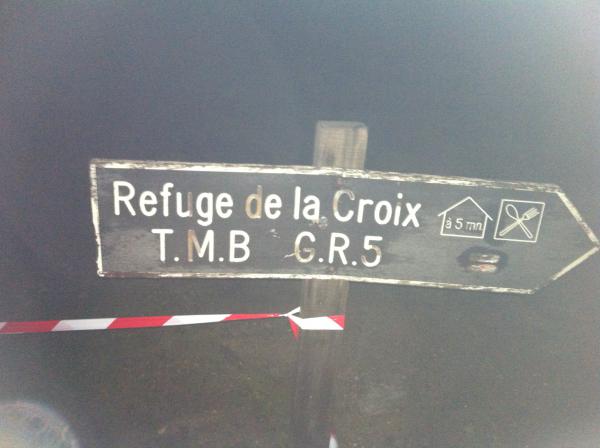 Refuge de la Croix
à 5 mn
T.M.B G.R.5